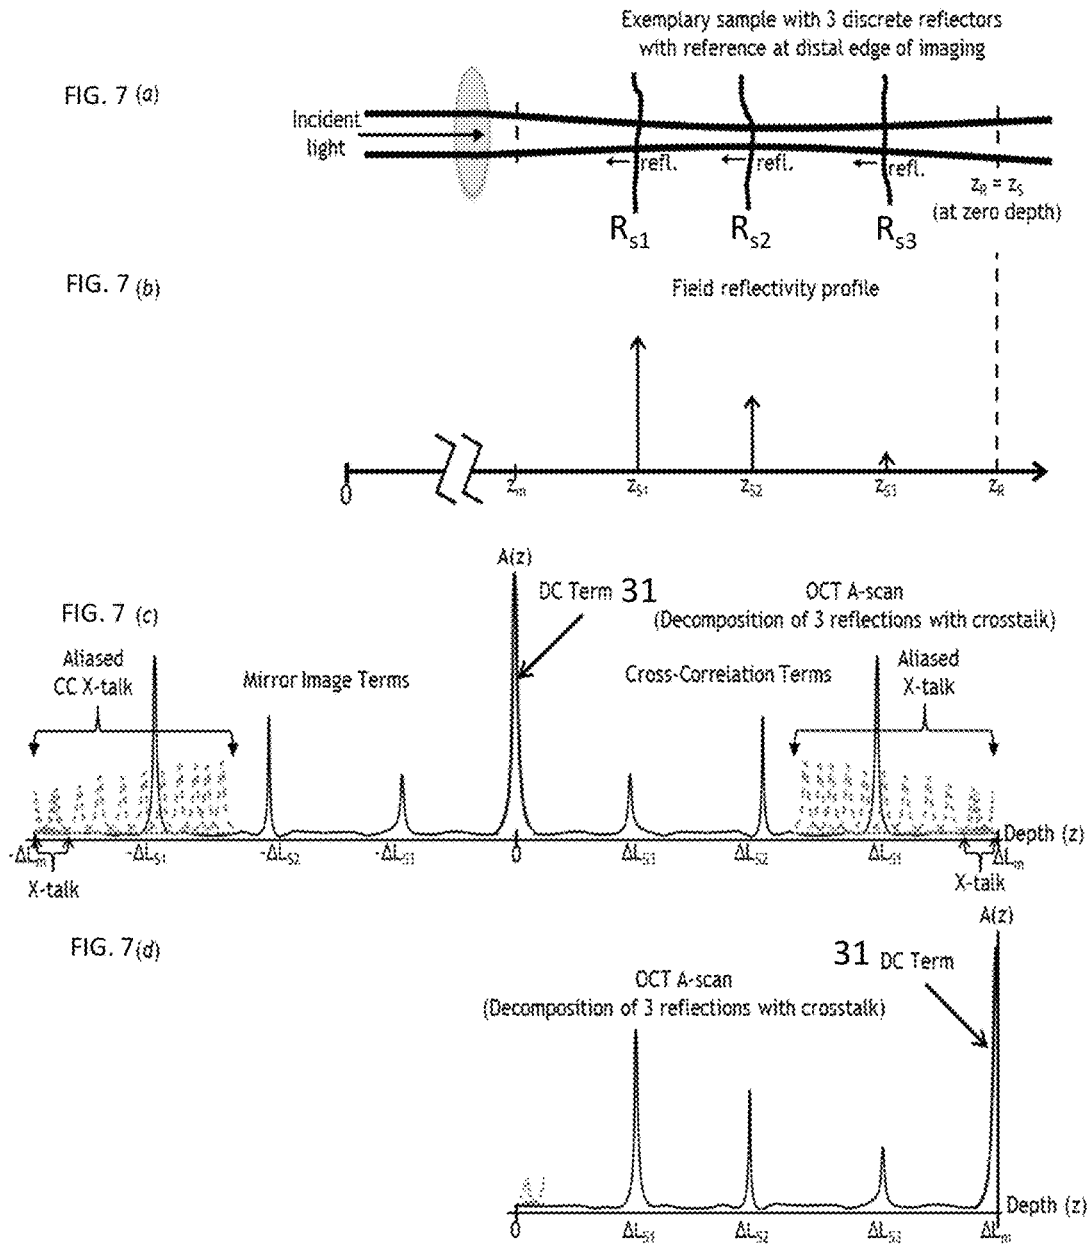 Exemplary sample with 3 discrete reflectors
with reference at distal edge of imaging
FIG. 7 (a)
Incident
light
refl.
refl.
refl.
z_R = z_S
(at zero depth)
R_s1
R_s2
R_s3
FIG. 7 (b)
Field reflectivity profile
0
z_m
z_S1
z_S2
z_S3
z_R
A(z)
DC Term 31
OCT A-scan
(Decomposition of 3 reflections with crosstalk)
FIG. 7 (c)
Aliased
CC X-talk
Mirror Image Terms
Cross-Correlation Terms
Aliased
X-talk
Depth (z)
-ΔL_m
-ΔL_S1
-ΔL_S2
-ΔL_S3
0
ΔL_S3
ΔL_S2
ΔL_S1
ΔL_m
X-talk
X-talk
A(z)
FIG. 7(d)
31 DC Term
OCT A-scan
(Decomposition of 3 reflections with crosstalk)
Depth (z)
0
ΔL_S1
ΔL_S2
ΔL_S3
ΔL_m